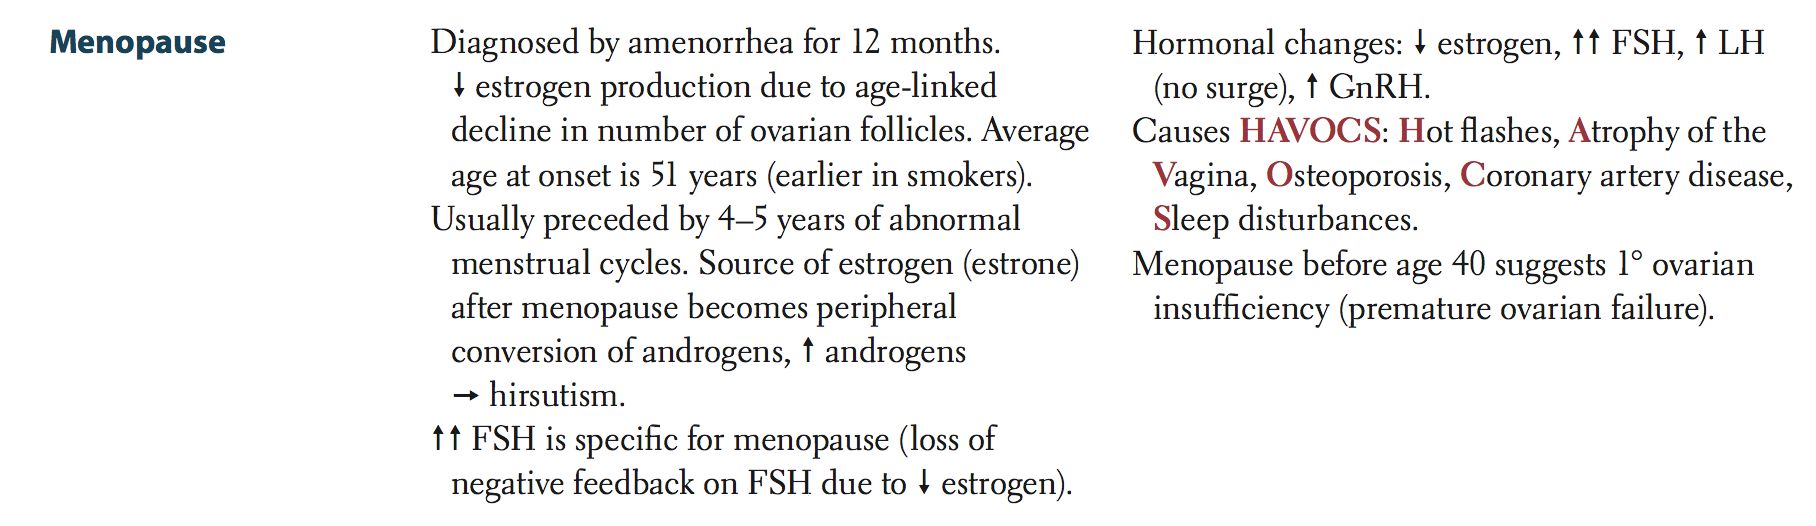 Menopause
Diagnosed by amenorrhea for 12 months.
↓ estrogen production due to age-linked
decline in number of ovarian follicles. Average
age at onset is 51 years (earlier in smokers).
Usually preceded by 4–5 years of abnormal
menstrual cycles. Source of estrogen (estrone)
after menopause becomes peripheral
conversion of androgens, ↑ androgens
→ hirsutism.
↑↑ FSH is specific for menopause (loss of
negative feedback on FSH due to ↓ estrogen).
Hormonal changes: ↓ estrogen, ↑↑ FSH, ↑ LH
(no surge), ↑ GnRH.
Causes HAVOCS: Hot flashes, Atrophy of the
Vagina, Osteoporosis, Coronary artery disease,
Sleep disturbances.
Menopause before age 40 suggests 1° ovarian
insufficiency (premature ovarian failure).